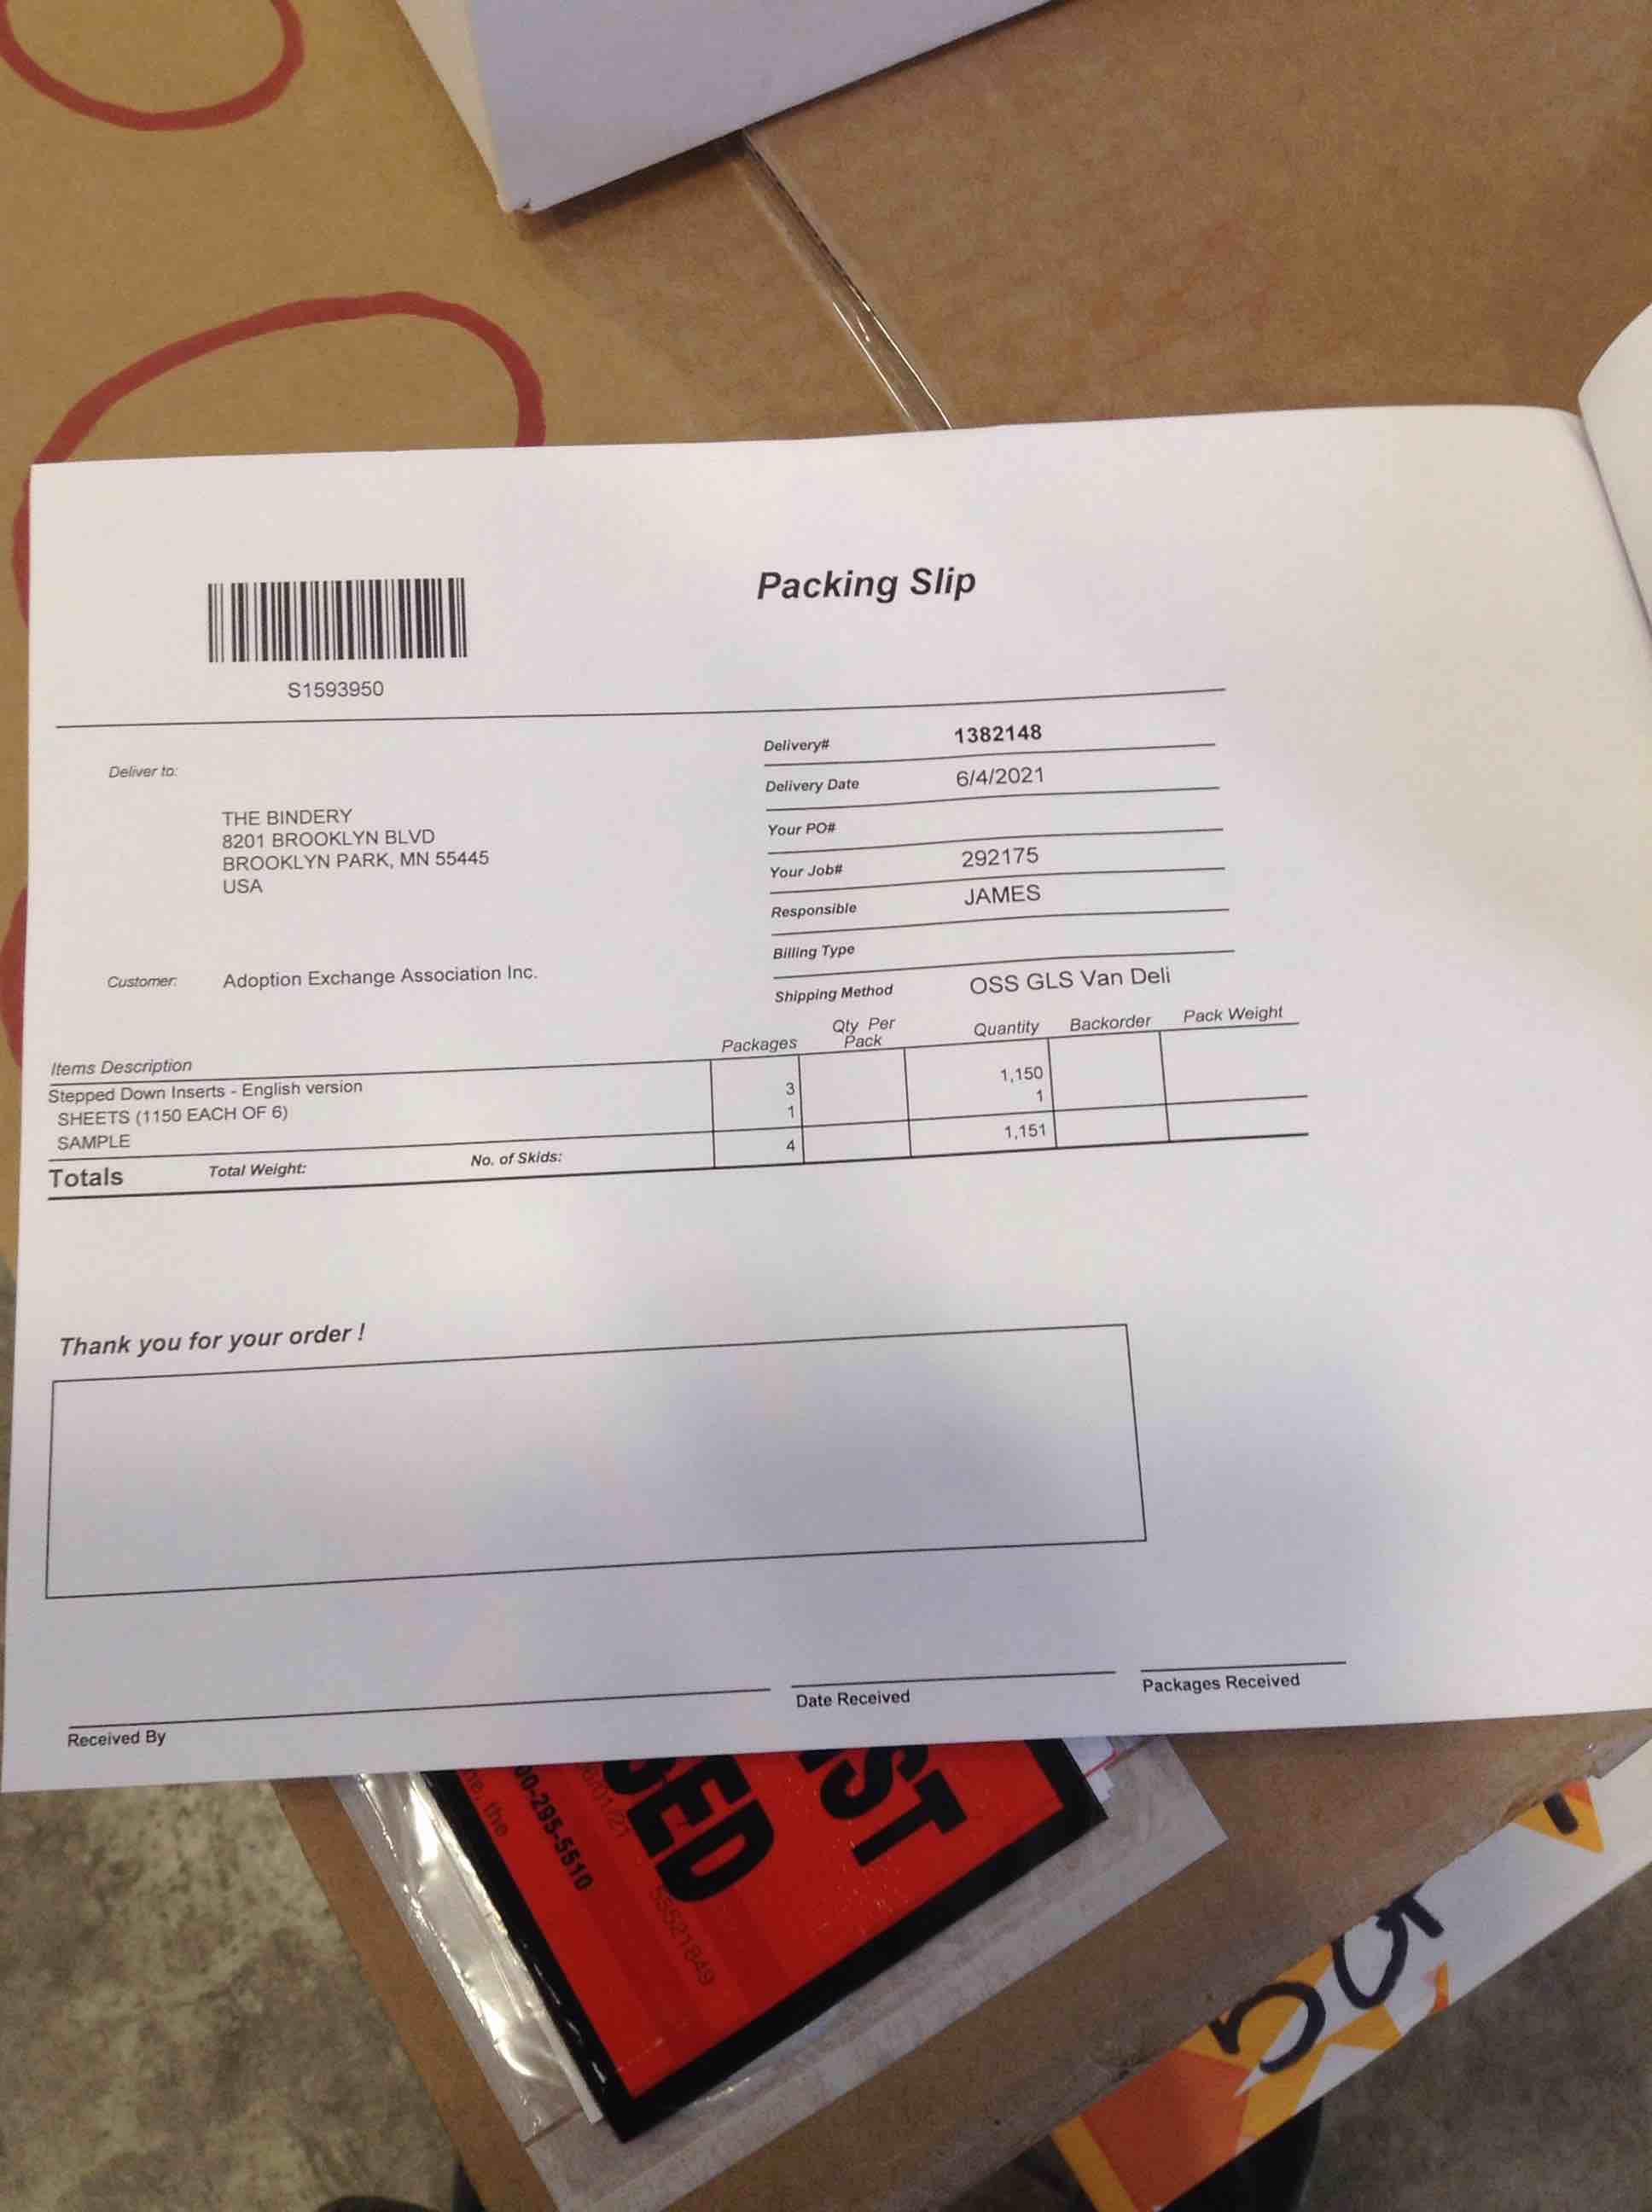 Packing Slip
S1593950
Delivery# 1382148
Deliver to:
Delivery Date 6/4/2021
THE BINDERY
8201 BROOKLYN BLVD
BROOKLYN PARK, MN 55445
USA
Your PO#
Your Job# 292175
Responsible JAMES
Billing Type
Customer: Adoption Exchange Association Inc.
Shipping Method OSS GLS Van Deli
Items Description Packages Qty Per Pack Quantity Backorder Pack Weight
Stepped Down Inserts - English version
SHEETS (1150 EACH OF 6) 3 1,150
SAMPLE 1 1
Totals Total Weight: No. of Skids: 4 1,151
Thank you for your order !
Received By Date Received Packages Received
00-295-5510